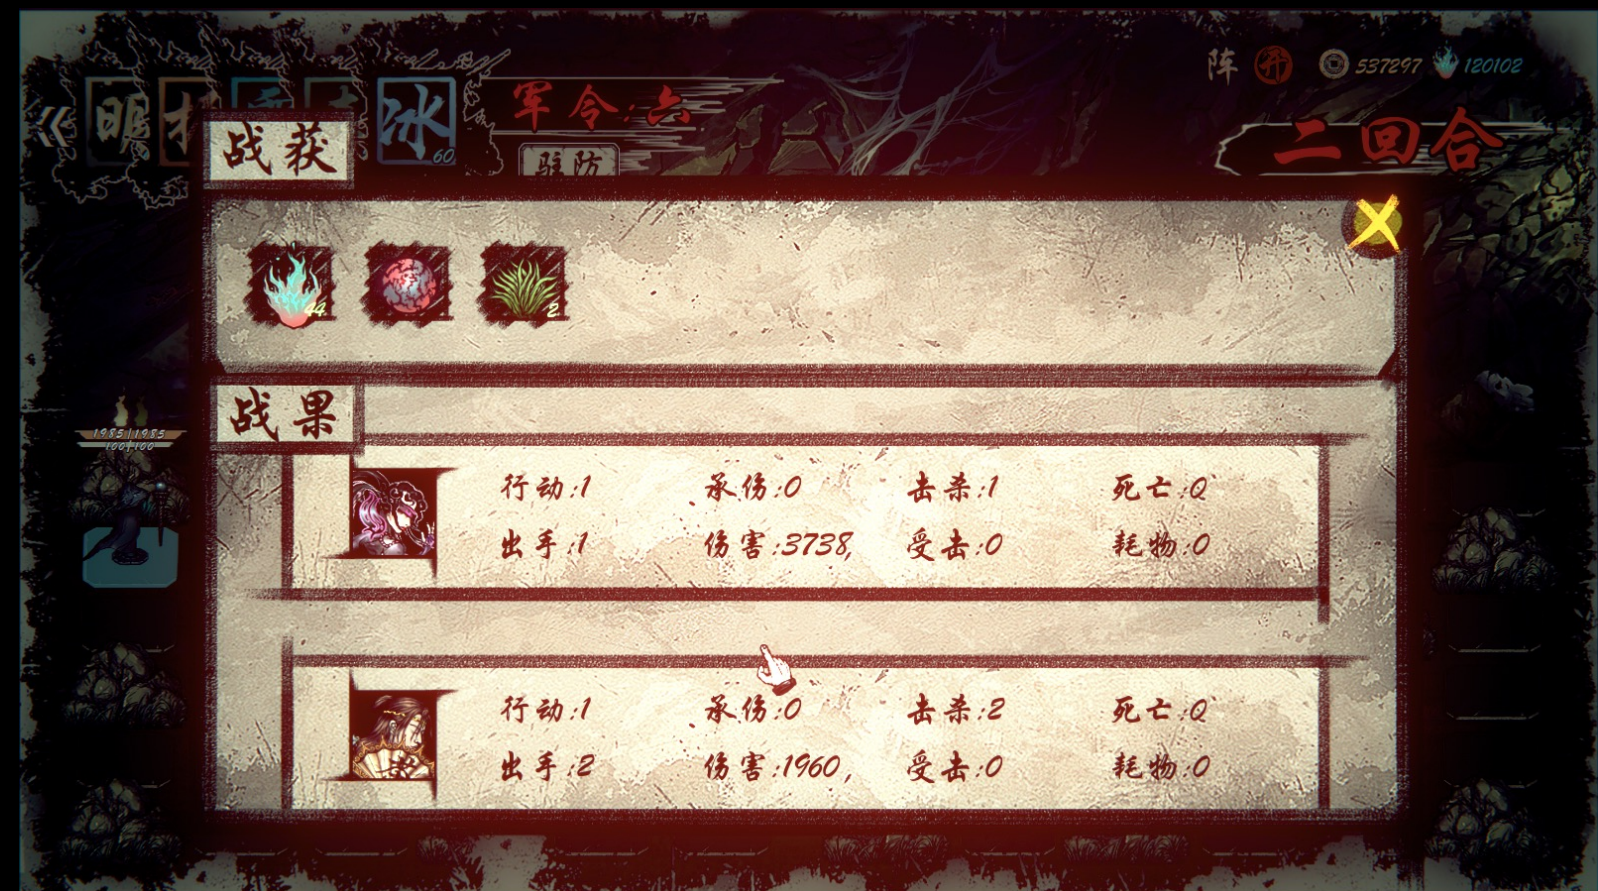 阵 537297 120102
明 冰 60
军令:六
二回合
驻防
战获
44 2
战果
1985/1985
100/100
行动:1 承伤:0 击杀:1 死亡:0
出手:1 伤害:3738, 受击:0 耗物:0
行动:1 承伤:0 击杀:2 死亡:0
出手:2 伤害:1960, 受击:0 耗物:0